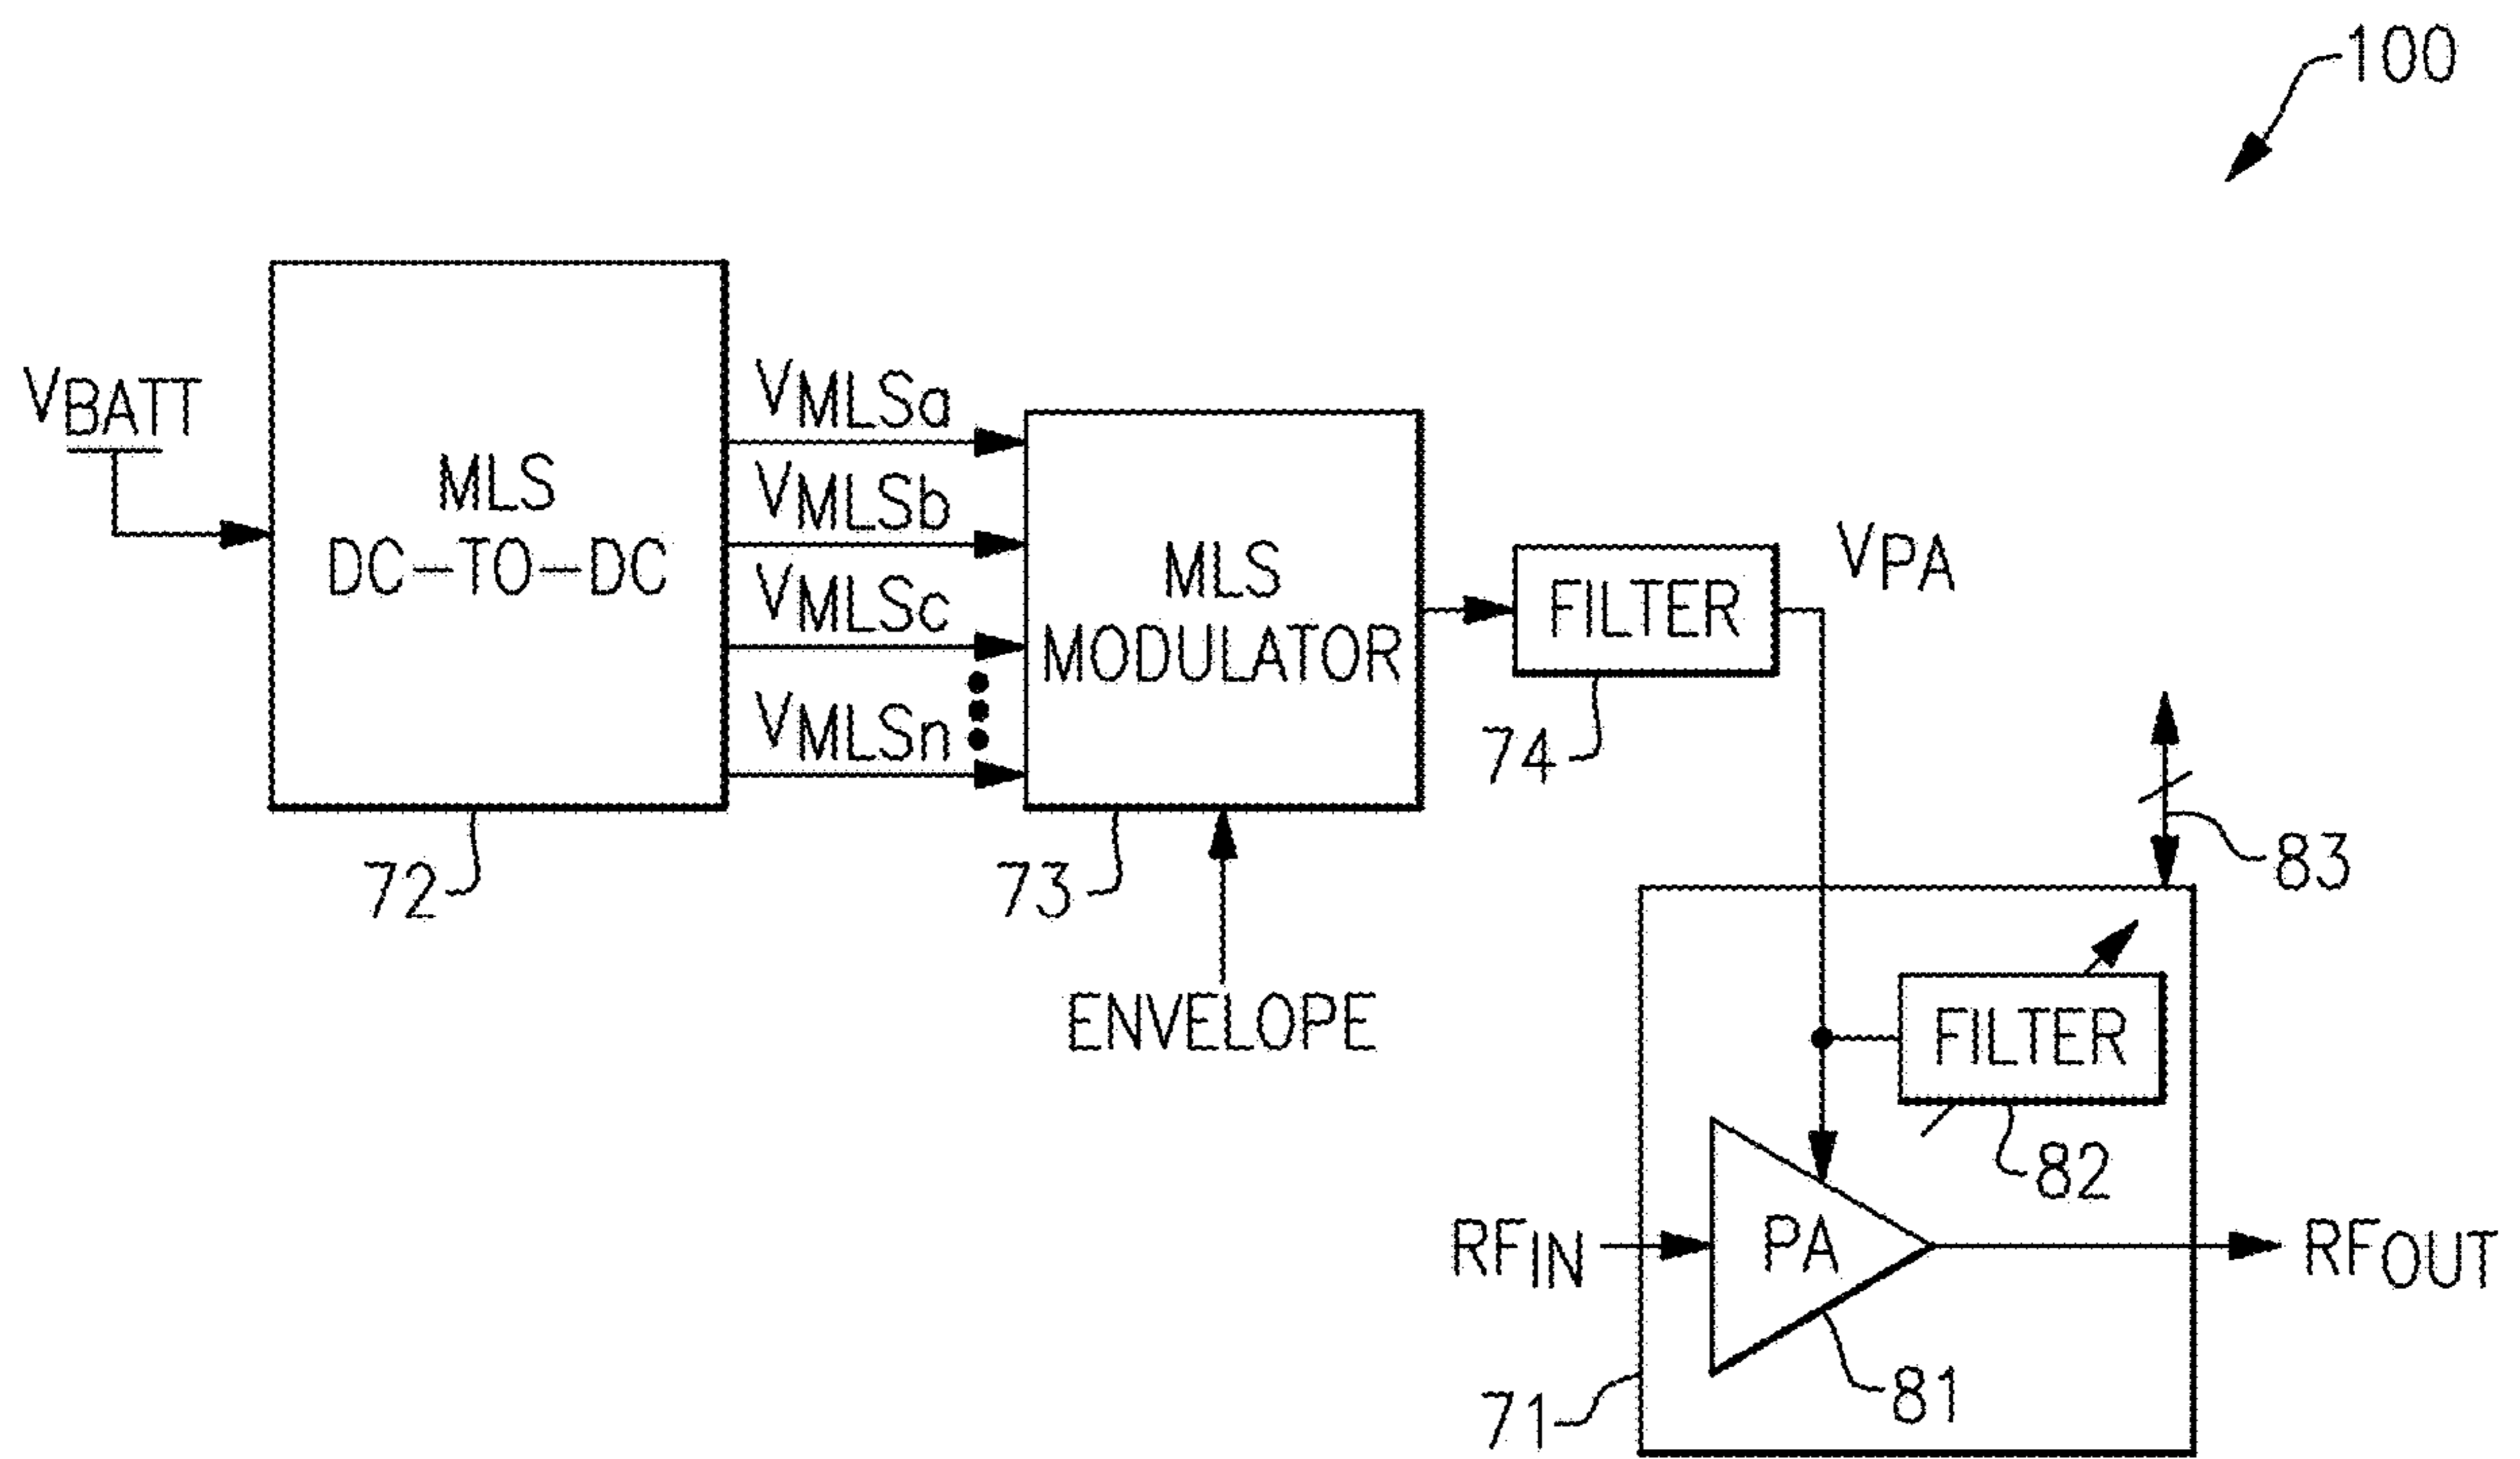 100
VBATT
MLS
DC-TO-DC
VMLSa
VMLSb
VMLSc
VMLSn
MLS
MODULATOR
FILTER
VPA
74
83
72
73
ENVELOPE
FILTER
82
RFIN
PA
RFOUT
81
71